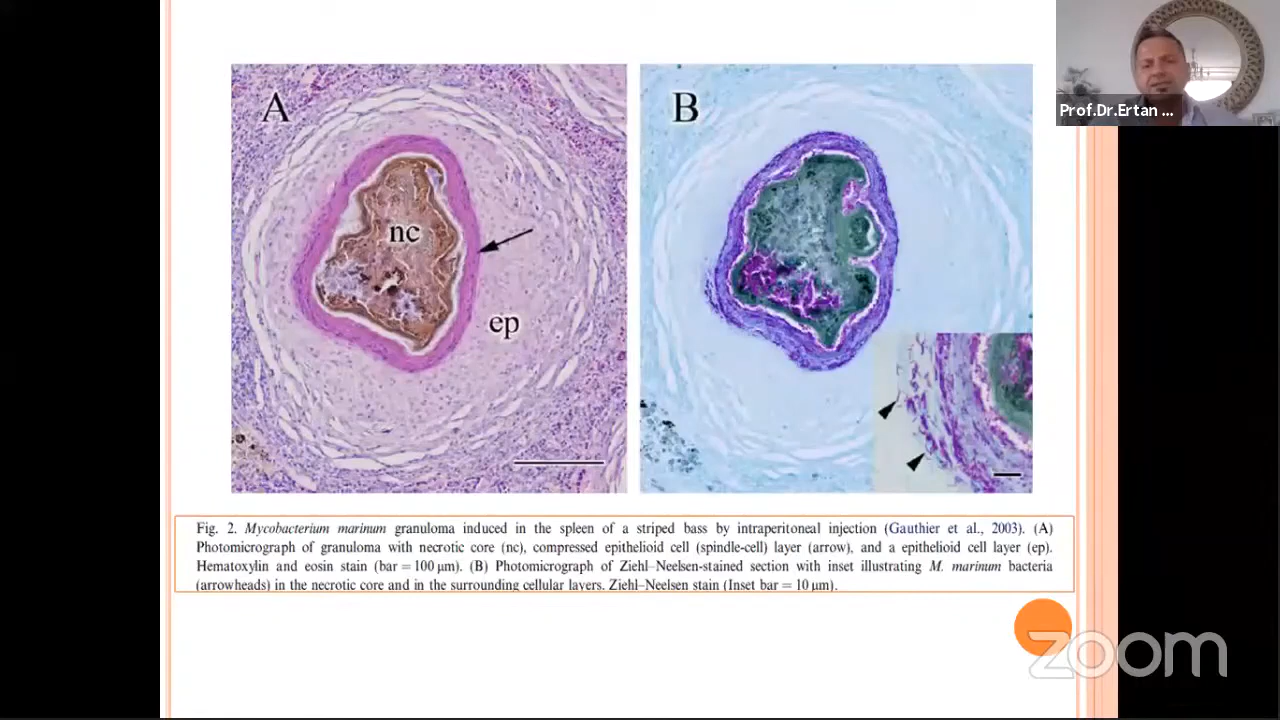 A
B
Prof.Dr.Ertan ...
nc
ep
Fig. 2. Mycobacterium marinum granuloma induced in the spleen of a striped bass by intraperitoneal injection (Gauthier et al., 2003). (A)
Photomicrograph of granuloma with necrotic core (nc), compressed epithelioid cell (spindle-cell) layer (arrow), and a epithelioid cell layer (ep).
Hematoxylin and eosin stain (bar = 100 μm). (B) Photomicrograph of Ziehl–Neelsen-stained section with inset illustrating M. marinum bacteria
(arrowheads) in the necrotic core and in the surrounding cellular layers. Ziehl–Neelsen stain (Inset bar = 10 μm).
zoom